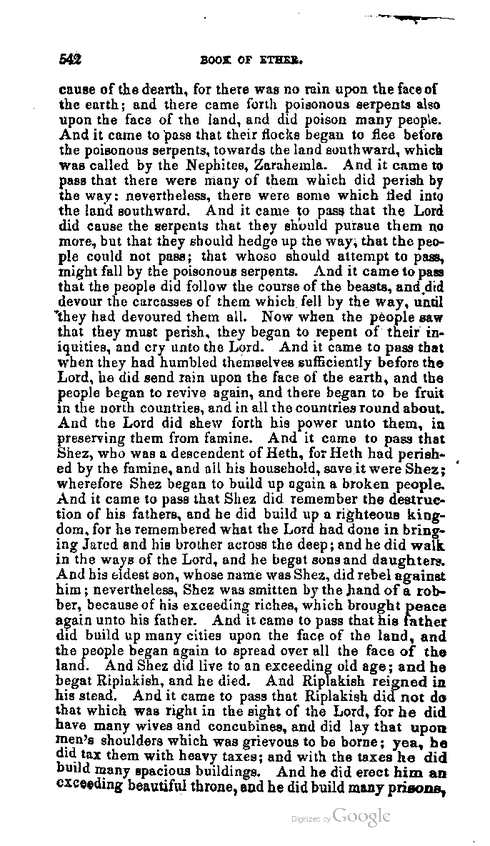 542
BOOK OF ETHER.
cause of the dearth, for there was no rain upon the face of
the earth; and there came forth poisonous serpents also
upon the face of the land, and did poison many people.
And it came to pass that their flocks began to flee before
the poisonous serpents, towards the land southward, which
was called by the Nephites, Zarahemla. And it came to
pass that there were many of them which did perish by
the way: nevertheless, there were some which fled into
the land southward. And it came to pass that the Lord
did cause the serpents that they should pursue them no
more, but that they should hedge up the way, that the peo-
ple could not pass; that whoso should attempt to pass,
might fall by the poisonous serpents. And it came to pass
that the people did follow the course of the beasts, and did
devour the carcasses of them which fell by the way, until
they had devoured them all. Now when the people saw
that they must perish, they began to repent of their in-
iquities, and cry unto the Lord. And it came to pass that
when they had humbled themselves sufficiently before the
Lord, he did send rain upon the face of the earth, and the
people began to revive again, and there began to be fruit
in the north countries, and in all the countries round about.
And the Lord did shew forth his power unto them, in
preserving them from famine. And it came to pass that
Shez, who was a descendent of Heth, for Heth had perish-
ed by the famine, and all his household, save it were Shez;
wherefore Shez began to build up again a broken people.
And it came to pass that Shez did remember the destruc-
tion of his fathers, and he did build up a righteous king-
dom, for he remembered what the Lord had done in bring-
ing Jared and his brother across the deep; and he did walk
in the ways of the Lord, and he begat sons and daughters.
And his eldest son, whose name was Shez, did rebel against
him; nevertheless, Shez was smitten by the hand of a rob-
ber, because of his exceeding riches, which brought peace
again unto his father. And it came to pass that his father
did build up many cities upon the face of the land, and
the people began again to spread over all the face of the
land. And Shez did live to an exceeding old age; and he
begat Riplakish, and he died. And Riplakish reigned in
his stead. And it came to pass that Riplakish did not do
that which was right in the sight of the Lord, for he did
have many wives and concubines, and did lay that upon
men's shoulders which was grievous to be borne; yea, he
did tax them with heavy taxes; and with the taxes he did
build many spacious buildings. And he did erect him an
exceeding beautiful throne, and he did build many prisons,
Digitized by Google